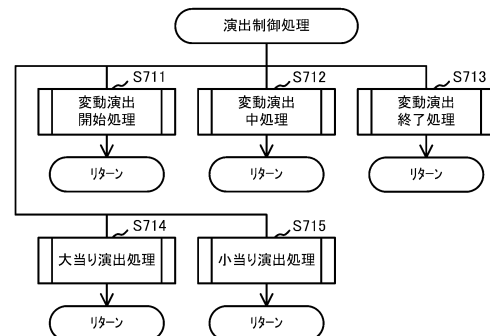 演出制御処理
S711
S712
S713
変動演出
開始処理
変動演出
中処理
変動演出
終了処理
リターン
リターン
リターン
S714
S715
大当り演出処理
小当り演出処理
リターン
リターン